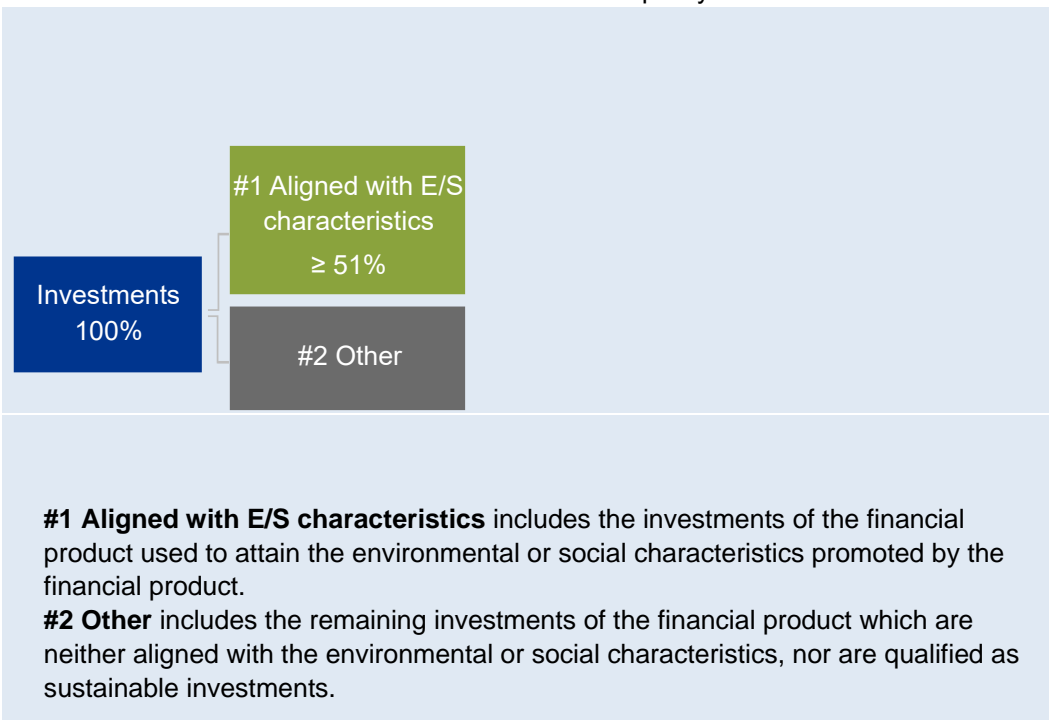 #1 Aligned with E/S
characteristics
≥ 51%
Investments
100%
#2 Other
#1 Aligned with E/S characteristics includes the investments of the financial
product used to attain the environmental or social characteristics promoted by the
financial product.
#2 Other includes the remaining investments of the financial product which are
neither aligned with the environmental or social characteristics, nor are qualified as
sustainable investments.